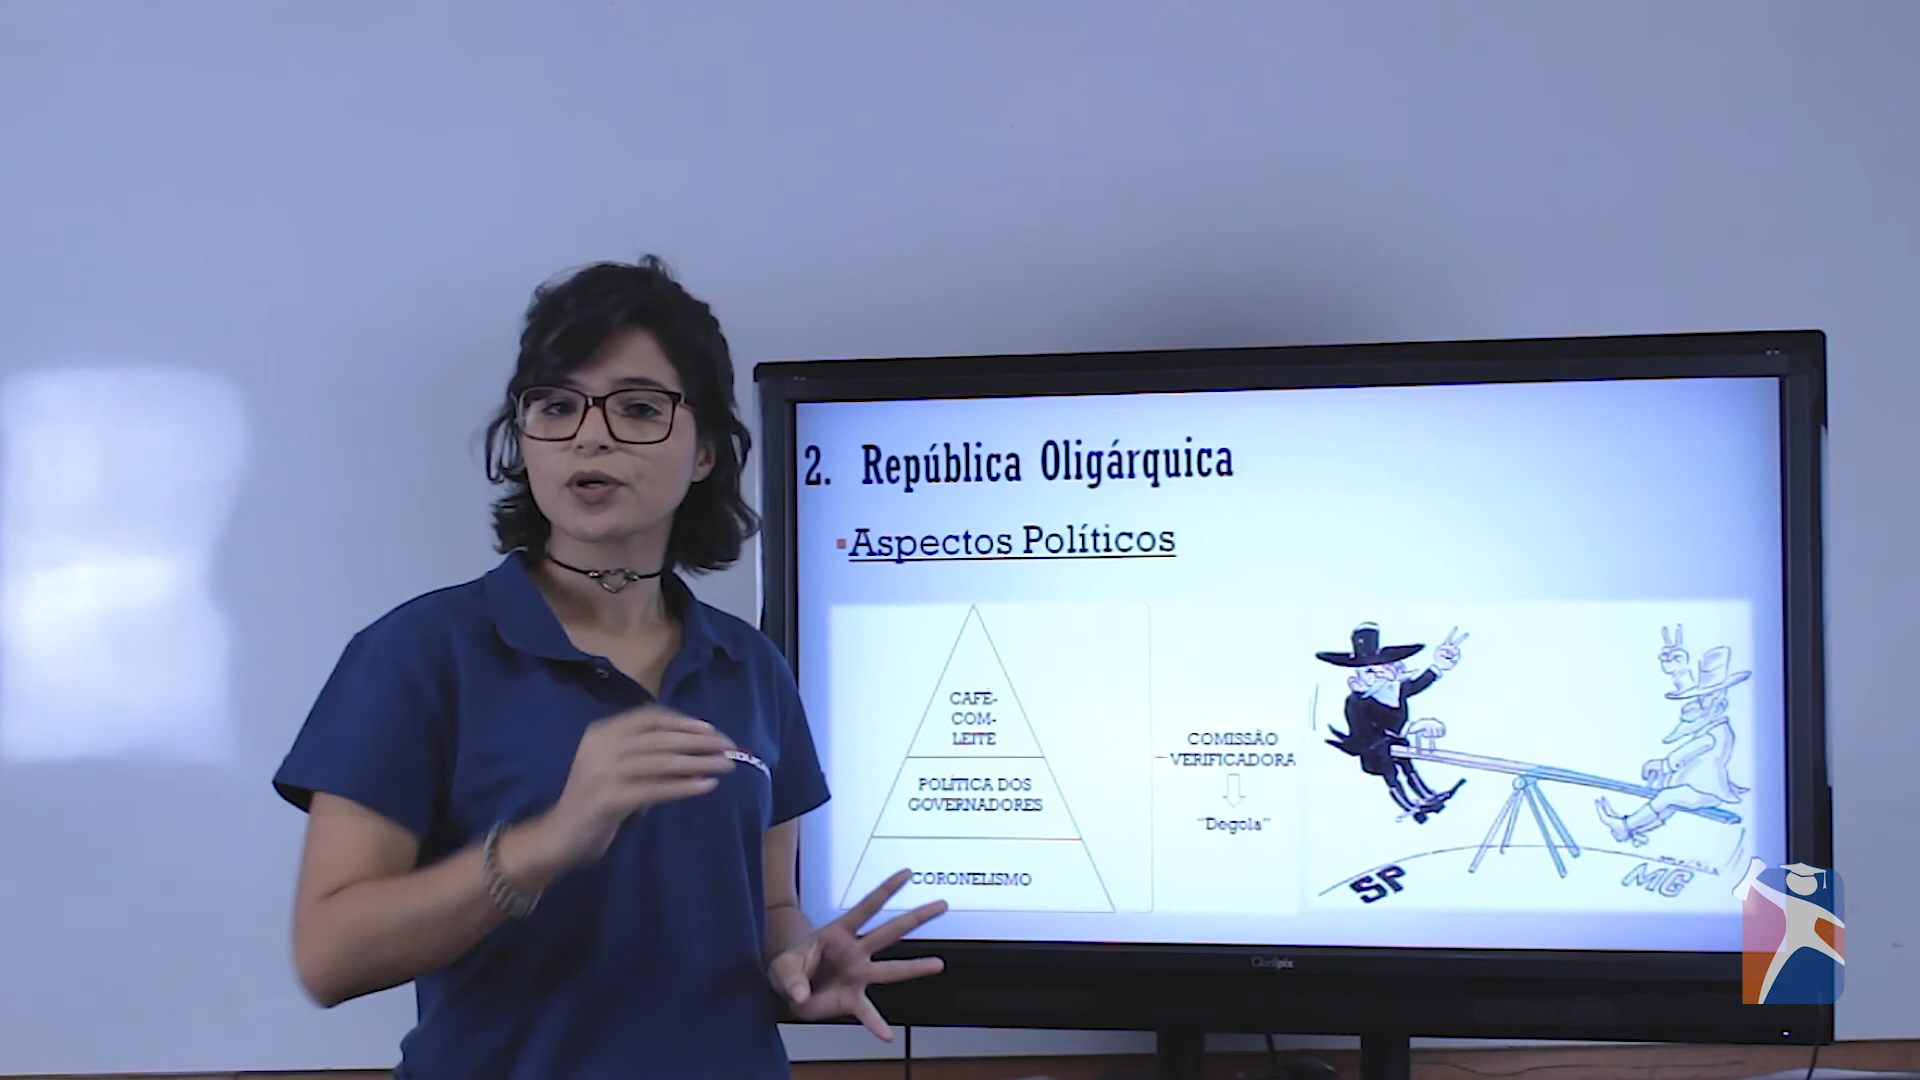 2. República Oligárquica
▪Aspectos Políticos
CAFÉ-
COM-
LEITE
POLÍTICA DOS
GOVERNADORES
CORONELISMO
COMISSÃO
VERIFICADORA
"Degola"
SP
MG